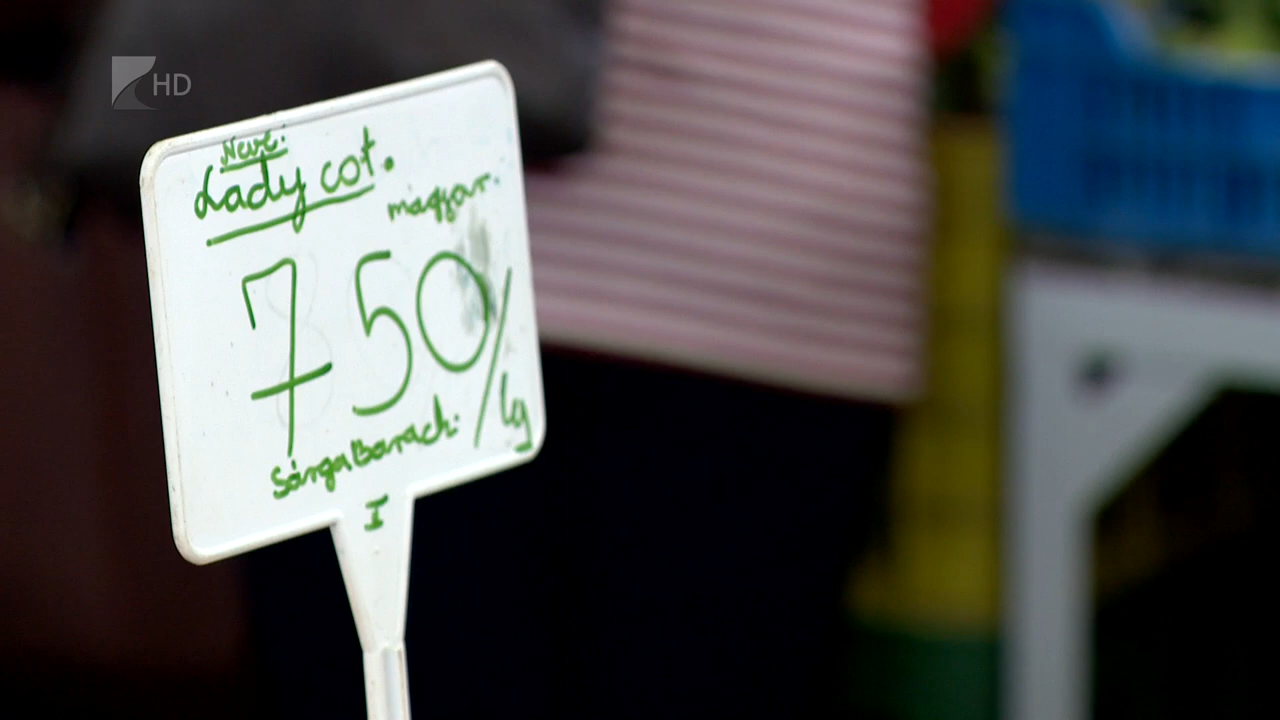 HD
Neve:
Lady cot.
magyar.
750/kg
SárgaBarack.
I